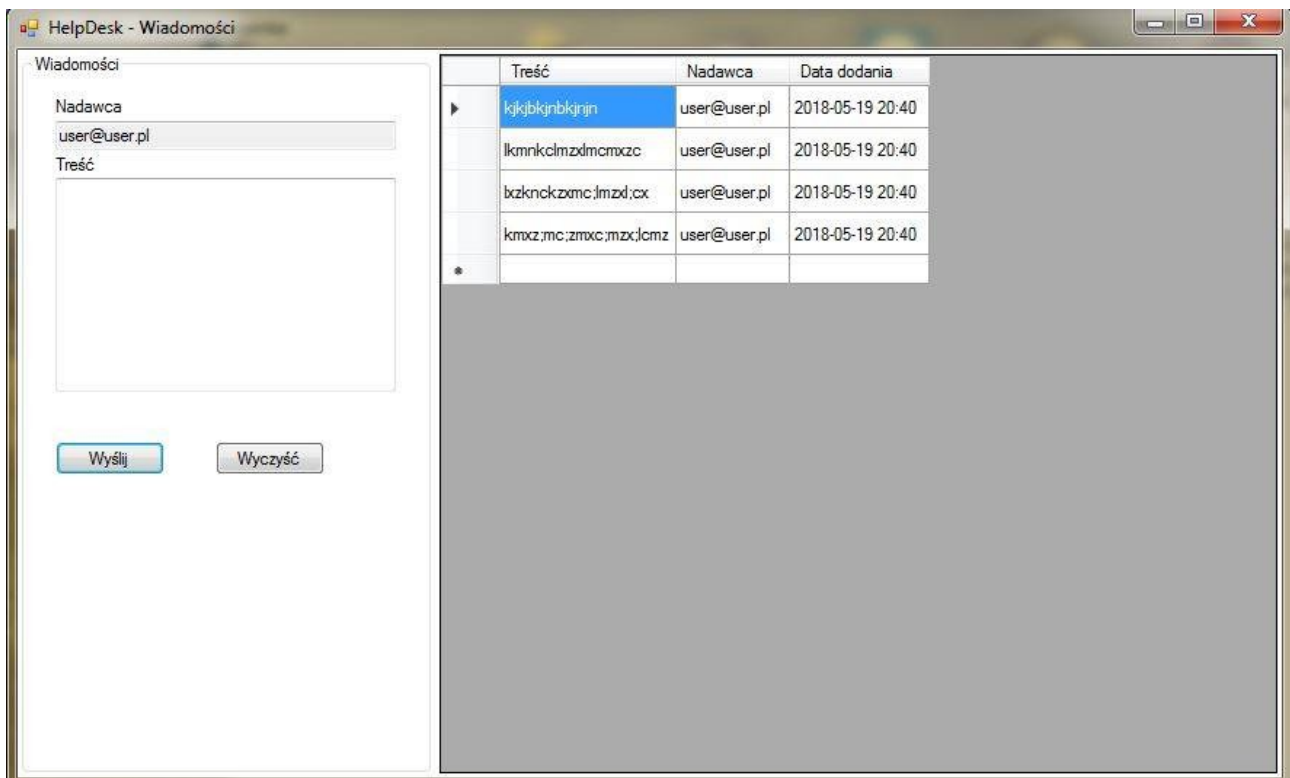 HelpDesk - Wiadomości
Wiadomości
Nadawca
user@user.pl
Treść
Wyślij Wyczyść
Treść Nadawca Data dodania
kjkjbkjnbkjnjn user@user.pl 2018-05-19 20:40
lkmnkclmzxlmcmxzc user@user.pl 2018-05-19 20:40
lxzknckzxmc;lmzxl;cx user@user.pl 2018-05-19 20:40
kmxz;mc;zmxc;mzx;lcmz user@user.pl 2018-05-19 20:40